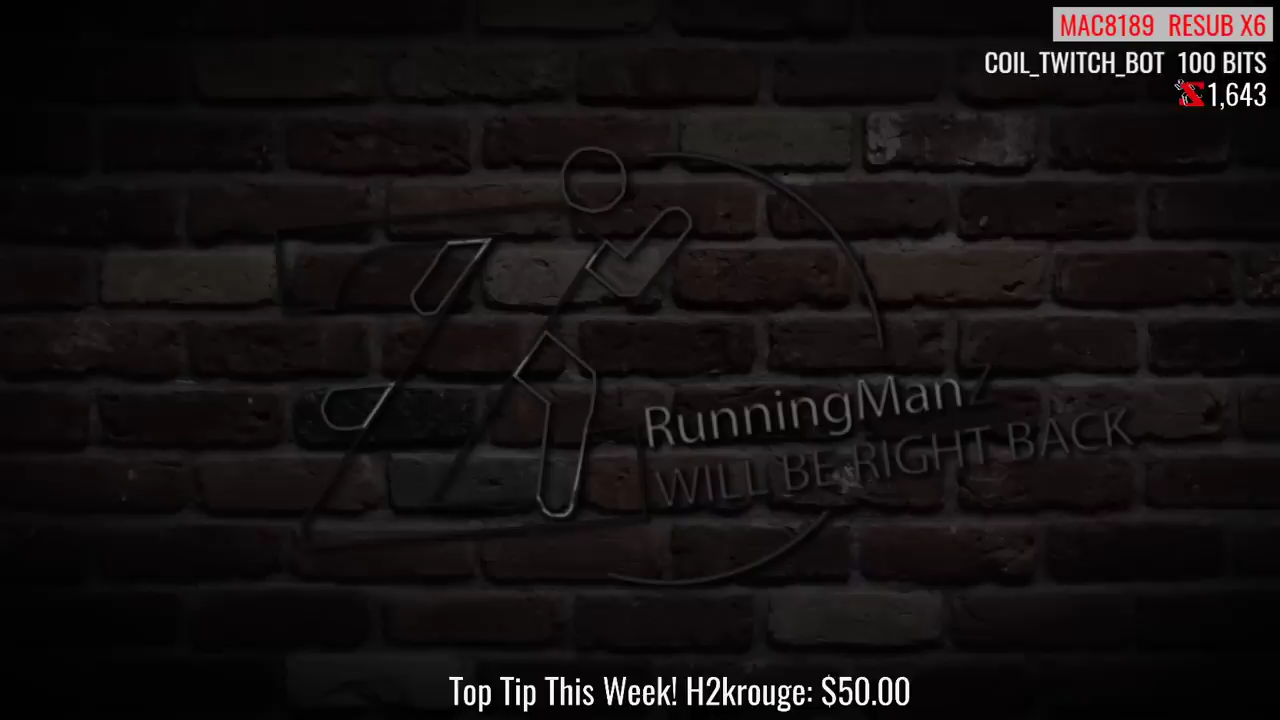 MAC8189 RESUB X6
COIL_TWITCH_BOT 100 BITS
1,643
RunningManZ
WILL BE RIGHT BACK
Top Tip This Week! H2krouge: $50.00